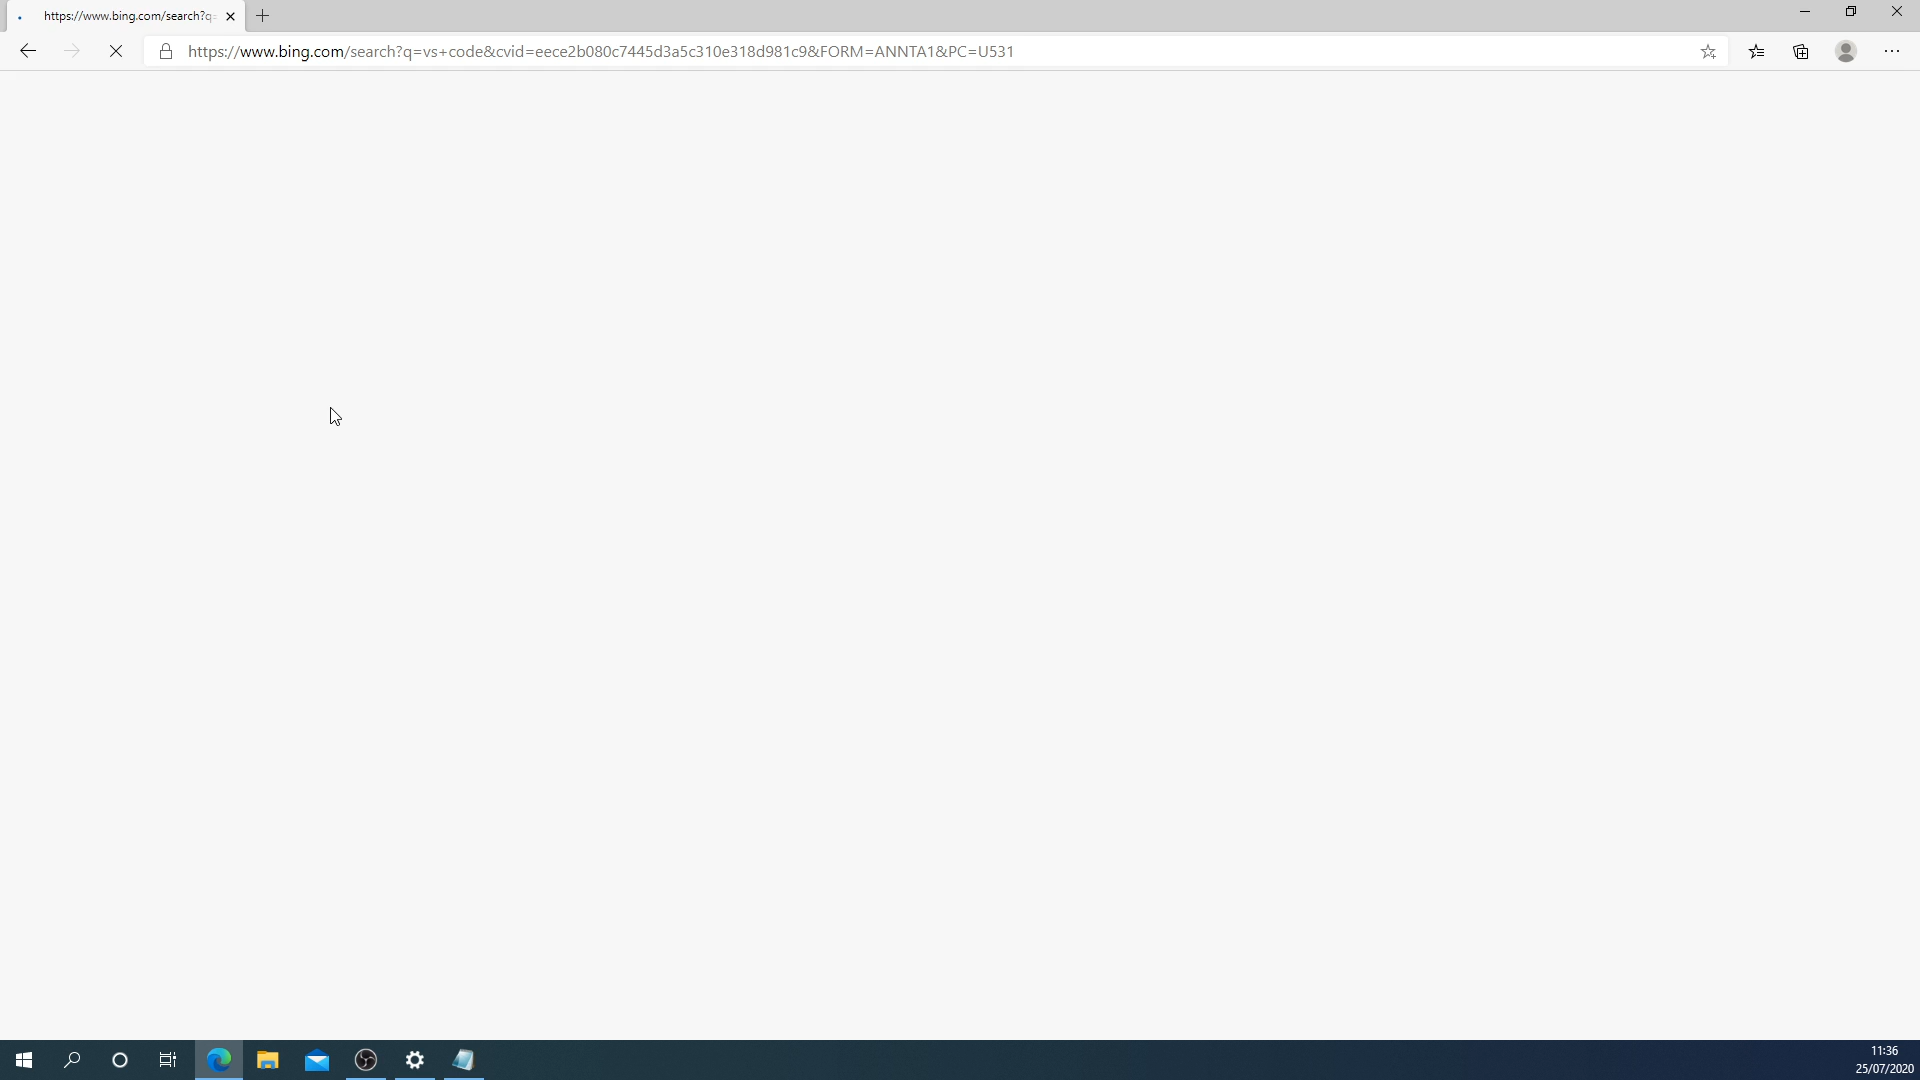 https://www.bing.com/search?q=
https://www.bing.com/search?q=vs+code&cvid=eece2b080c7445d3a5c310e318d981c9&FORM=ANNTA1&PC=U531
11:36
25/07/2020